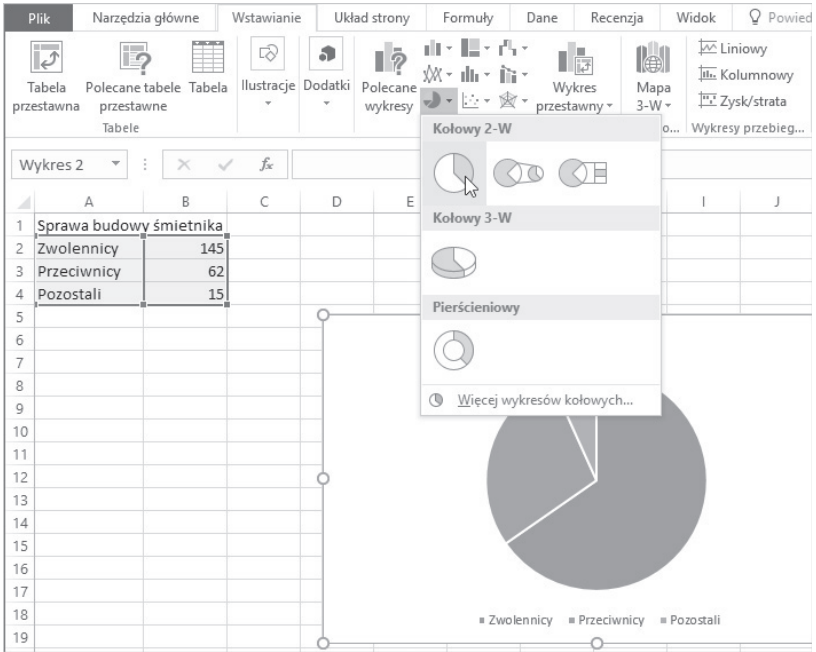 Plik Narzędzia główne Wstawianie Układ strony Formuły Dane Recenzja Widok Powied
Tabela przestawna
Polecane tabele przestawne
Tabela
Ilustracje
Dodatki
Polecane wykresy
Wykres przestawny
Mapa 3-W
Liniowy
Kolumnowy
Zysk/strata
Tabele
o... Wykresy przebieg...
Wykres 2 fx
Kołowy 2-W
Kołowy 3-W
Pierścieniowy
Więcej wykresów kołowych...
A B C D E I J
1 Sprawa budowy śmietnika
2 Zwolennicy 145
3 Przeciwnicy 62
4 Pozostali 15
5
6
7
8
9
10
11
12
13
14
15
16
17
18
19
Zwolennicy Przeciwnicy Pozostali